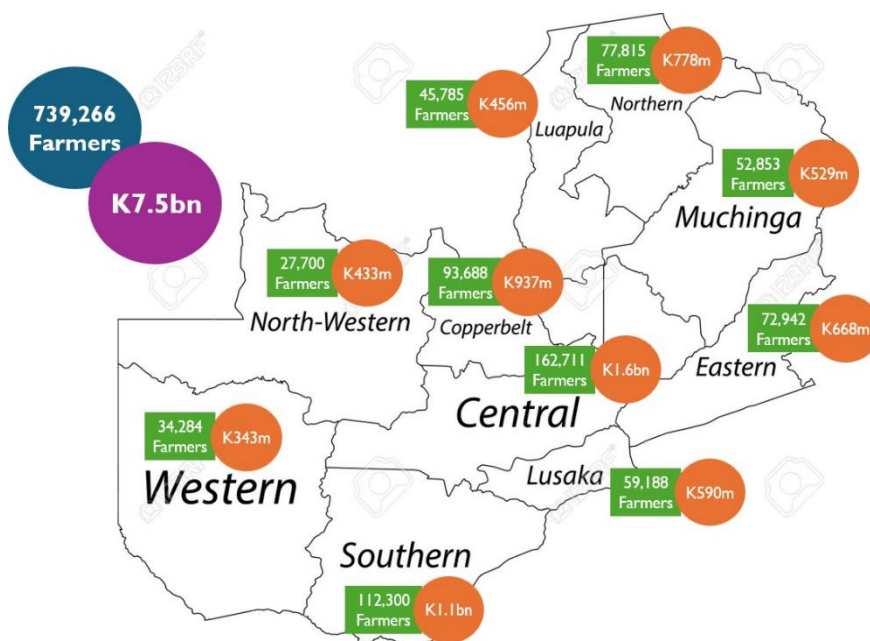 739,266
Farmers
K7.5bn
77,815
Farmers
K778m
Northern
45,785
Farmers
K456m
Luapula
52,853
Farmers
K529m
Muchinga
27,700
Farmers
K433m
North-Western
93,688
Farmers
K937m
Copperbelt
72,942
Farmers
K668m
Eastern
162,711
Farmers
K1.6bn
Central
34,284
Farmers
K343m
Western
Lusaka
59,188
Farmers
K590m
Southern
112,300
Farmers
K1.1bn